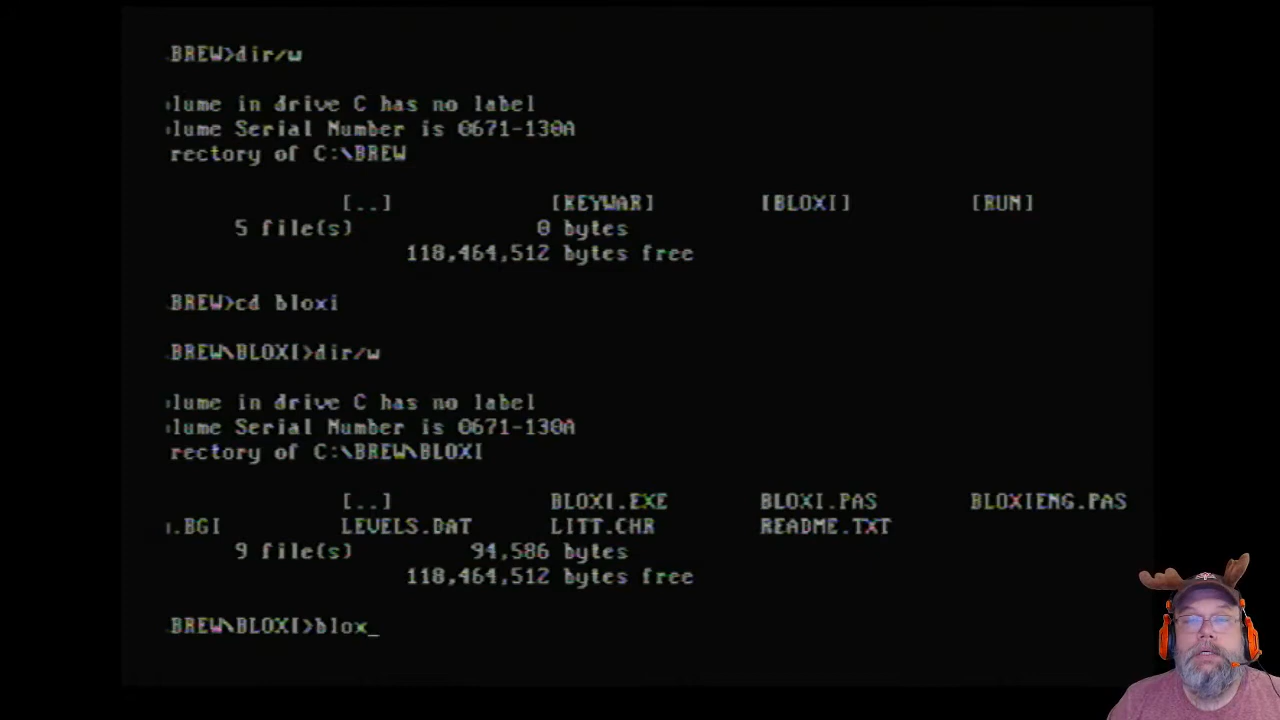 BREW>dir/w
lume in drive C has no label
lume Serial Number is 0671-130A
rectory of C:\BREW
[..] [KEYWAR] [BLOXI] [RUN]
5 file(s) 0 bytes
118,464,512 bytes free
BREW>cd bloxi
BREW\BLOXI>dir/w
lume in drive C has no label
lume Serial Number is 0671-130A
rectory of C:\BREW\BLOXI
[..] BLOXI.EXE BLOXI.PAS BLOXIENG.PAS
.BGI LEVELS.DAT LITT.CHR README.TXT
9 file(s) 94,586 bytes
118,464,512 bytes free
BREW\BLOXI>blox_